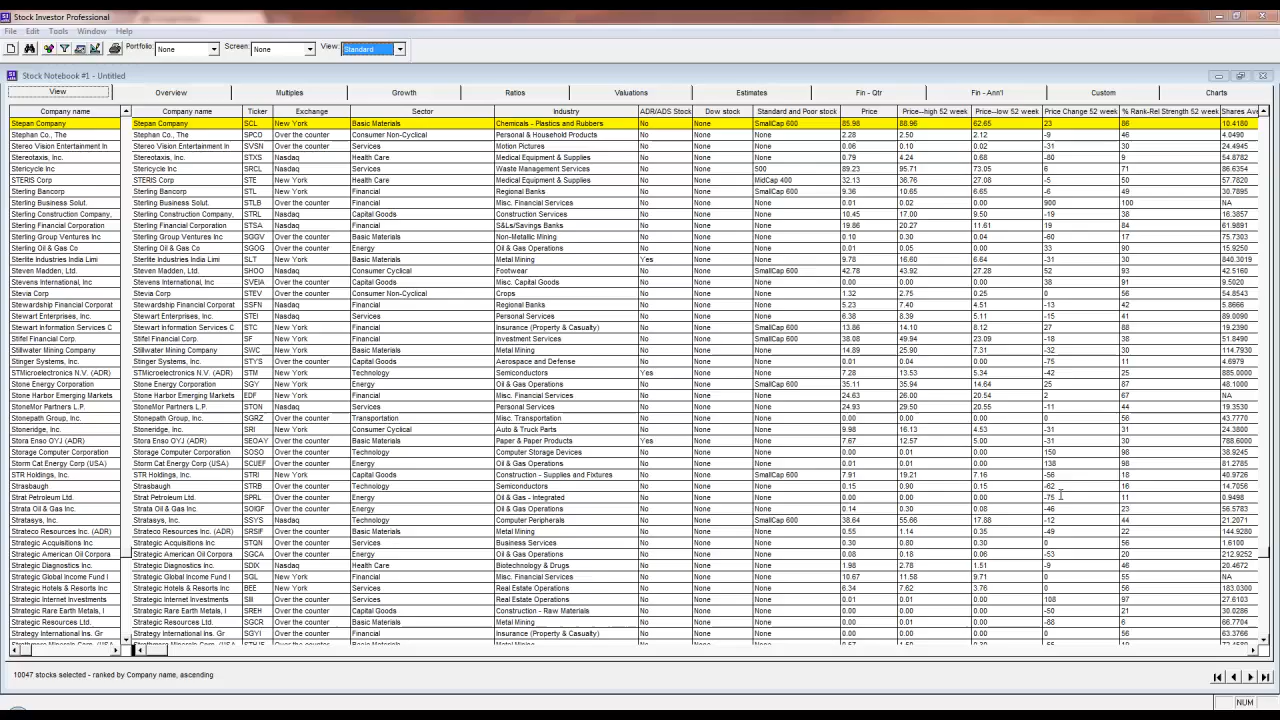 Stock Investor Professional
File Edit Tools Window Help
Portfolio: None Screen: None View: Standard
Stock Notebook #1 - Untitled
View Overview Multiples Growth Ratios Valuations Estimates Fin - Qtr Fin - Ann'l Custom Charts
Company name Company name Ticker Exchange Sector Industry ADR/ADS Stock Dow stock Standard and Poor stock Price Price--high 52 week Price--low 52 week Price Change 52 week % Rank-Rel Strength 52 week Shares Ave
Stepan Company Stepan Company SCL New York Basic Materials Chemicals - Plastics and Rubbers No None SmallCap 600 85.98 88.96 62.65 23 86 10.4180
Stephan Co., The Stephan Co., The SPCO Over the counter Consumer Non-Cyclical Personal & Household Products No None None 2.28 2.50 2.12 -9 46 4.0490
Stereo Vision Entertainment In Stereo Vision Entertainment In SVSN Over the counter Services Motion Pictures No None None 0.06 0.10 0.02 -31 30 24.4945
Stereotaxis, Inc. Stereotaxis, Inc. STXS Nasdaq Health Care Medical Equipment & Supplies No None None 0.79 4.24 0.68 -80 9 54.8782
Stericycle Inc Stericycle Inc SRCL Nasdaq Services Waste Management Services No None 500 89.23 95.71 73.05 6 71 86.6354
STERIS Corp STERIS Corp STE New York Health Care Medical Equipment & Supplies No None MidCap 400 32.13 36.76 27.08 -5 50 57.7820
Sterling Bancorp Sterling Bancorp STL New York Financial Regional Banks No None SmallCap 600 9.36 10.65 6.65 -6 49 30.7895
Sterling Business Solut. Sterling Business Solut. STLB Over the counter Financial Misc. Financial Services No None None 0.01 0.02 0.00 900 100 NA
Sterling Construction Company, Sterling Construction Company, STRL Nasdaq Capital Goods Construction Services No None None 10.45 17.00 9.50 -19 38 16.3857
Sterling Financial Corporation Sterling Financial Corporation STSA Nasdaq Financial S&Ls/Savings Banks No None None 19.86 20.27 11.61 19 84 61.9891
Sterling Group Ventures Inc Sterling Group Ventures Inc SGGV Over the counter Basic Materials Non-Metallic Mining No None None 0.04 0.30 0.04 -60 17 75.7303
Sterling Oil & Gas Co Sterling Oil & Gas Co SGOG Over the counter Energy Oil & Gas Operations No None None 0.01 0.05 0.00 33 90 15.9250
Sterlite Industries India Limi Sterlite Industries India Limi SLT New York Basic Materials Metal Mining Yes None None 9.80 16.60 6.64 -31 30 840.3019
Steven Madden, Ltd. Steven Madden, Ltd. SHOO Nasdaq Consumer Cyclical Footwear No None SmallCap 600 42.78 43.92 27.28 52 93 42.5160
Stevens International, Inc Stevens International, Inc SVEIA Over the counter Capital Goods Misc. Capital Goods No None None 0.00 0.00 0.00 38 91 9.5020
Stevia Corp Stevia Corp STEV Over the counter Consumer Non-Cyclical Crops No None None 1.32 2.75 0.25 0 56 54.8543
Stewardship Financial Corporat Stewardship Financial Corporat SSFN Nasdaq Financial Regional Banks No None None 5.23 7.40 4.51 -13 42 5.8666
Stewart Enterprises, Inc. Stewart Enterprises, Inc. STEI Nasdaq Services Personal Services No None None 6.38 8.39 5.11 -15 41 89.0090
Stewart Information Services C Stewart Information Services C STC New York Financial Insurance (Property & Casualty) No None SmallCap 600 13.86 14.10 8.12 27 88 19.2390
Stifel Financial Corp. Stifel Financial Corp. SF New York Financial Investment Services No None SmallCap 600 38.08 49.94 23.09 -18 38 51.8490
Stillwater Mining Company Stillwater Mining Company SWC New York Basic Materials Metal Mining No None None 14.89 25.90 7.31 -32 30 114.7930
Stinger Systems, Inc. Stinger Systems, Inc. STYS Over the counter Capital Goods Aerospace and Defense No None None 0.01 0.04 0.00 -75 11 4.6979
STMicroelectronics N.V. (ADR) STMicroelectronics N.V. (ADR) STM New York Technology Semiconductors Yes None None 7.28 13.53 5.34 -42 25 885.0000
Stone Energy Corporation Stone Energy Corporation SGY New York Energy Oil & Gas Operations No None SmallCap 600 35.11 35.94 14.64 25 87 48.1000
Stone Harbor Emerging Markets Stone Harbor Emerging Markets EDF New York Financial Misc. Financial Services No None None 24.63 26.00 20.54 2 67 NA
StoneMor Partners L.P. StoneMor Partners L.P. STON Nasdaq Services Personal Services No None None 24.93 29.50 20.55 -11 44 19.3530
Stonepath Group, Inc. Stonepath Group, Inc. SGRZ Over the counter Transportation Misc. Transportation No None None 0.00 0.00 0.00 0 56 43.7770
Stoneridge, Inc. Stoneridge, Inc. SRI New York Consumer Cyclical Auto & Truck Parts No None None 9.98 16.13 4.53 -31 31 24.3800
Stora Enso OYJ (ADR) Stora Enso OYJ (ADR) SEOAY Over the counter Basic Materials Paper & Paper Products Yes None None 7.67 12.57 5.00 -31 30 788.6000
Storage Computer Corporation Storage Computer Corporation SOSO Over the counter Technology Computer Storage Devices No None None 0.00 0.01 0.00 150 98 38.9245
Storm Cat Energy Corp (USA) Storm Cat Energy Corp (USA) SCUEF Over the counter Energy Oil & Gas Operations No None None 0.01 0.01 0.00 138 98 81.2785
STR Holdings, Inc. STR Holdings, Inc. STRI New York Capital Goods Construction - Supplies and Fixtures No None SmallCap 600 7.91 19.21 7.16 -56 18 40.9726
Strasbaugh Strasbaugh STRB Over the counter Technology Semiconductors No None None 0.15 0.90 0.15 -62 16 14.7056
Strat Petroleum Ltd. Strat Petroleum Ltd. SPRL Over the counter Energy Oil & Gas - Integrated No None None 0.00 0.00 0.00 -75 11 0.9498
Strata Oil & Gas Inc. Strata Oil & Gas Inc. SOIGF Over the counter Energy Oil & Gas Operations No None None 0.14 0.30 0.08 -46 23 56.5783
Stratasys, Inc. Stratasys, Inc. SSYS Nasdaq Technology Computer Peripherals No None SmallCap 600 38.64 55.66 17.88 -12 44 21.2071
Strateco Resources Inc. (ADR) Strateco Resources Inc. (ADR) SRSIF Over the counter Basic Materials Metal Mining No None None 0.55 1.14 0.35 -49 22 144.9280
Strategic Acquisitions Inc Strategic Acquisitions Inc STQN Over the counter Services Business Services No None None 0.30 0.80 0.30 0 56 1.6100
Strategic American Oil Corpora Strategic American Oil Corpora SGCA Over the counter Energy Oil & Gas Operations No None None 0.08 0.18 0.06 -53 20 212.9252
Strategic Diagnostics Inc. Strategic Diagnostics Inc. SDIX Nasdaq Health Care Biotechnology & Drugs No None None 1.98 2.78 1.51 -9 46 20.4672
Strategic Global Income Fund I Strategic Global Income Fund I SGL New York Financial Misc. Financial Services No None None 10.67 11.58 9.71 0 55 NA
Strategic Hotels & Resorts Inc Strategic Hotels & Resorts Inc BEE New York Services Real Estate Operations No None None 6.34 7.62 3.76 0 56 183.0300
Strategic Internet Investments Strategic Internet Investments SIII Over the counter Services Real Estate Operations No None None 0.01 0.01 0.00 108 97 27.6103
Strategic Rare Earth Metals, I Strategic Rare Earth Metals, I SREH Over the counter Capital Goods Construction - Raw Materials No None None 0.00 0.01 0.00 -50 21 30.0286
Strategic Resources Ltd. Strategic Resources Ltd. SGCR Over the counter Basic Materials Metal Mining No None None 0.00 0.01 0.00 -88 6 66.7704
Strategy International Ins. Gr Strategy International Ins. Gr SGYI Over the counter Financial Insurance (Property & Casualty) No None None 0.00 0.00 0.00 0 56 63.3766
10047 stocks selected - ranked by Company name, ascending
NUM